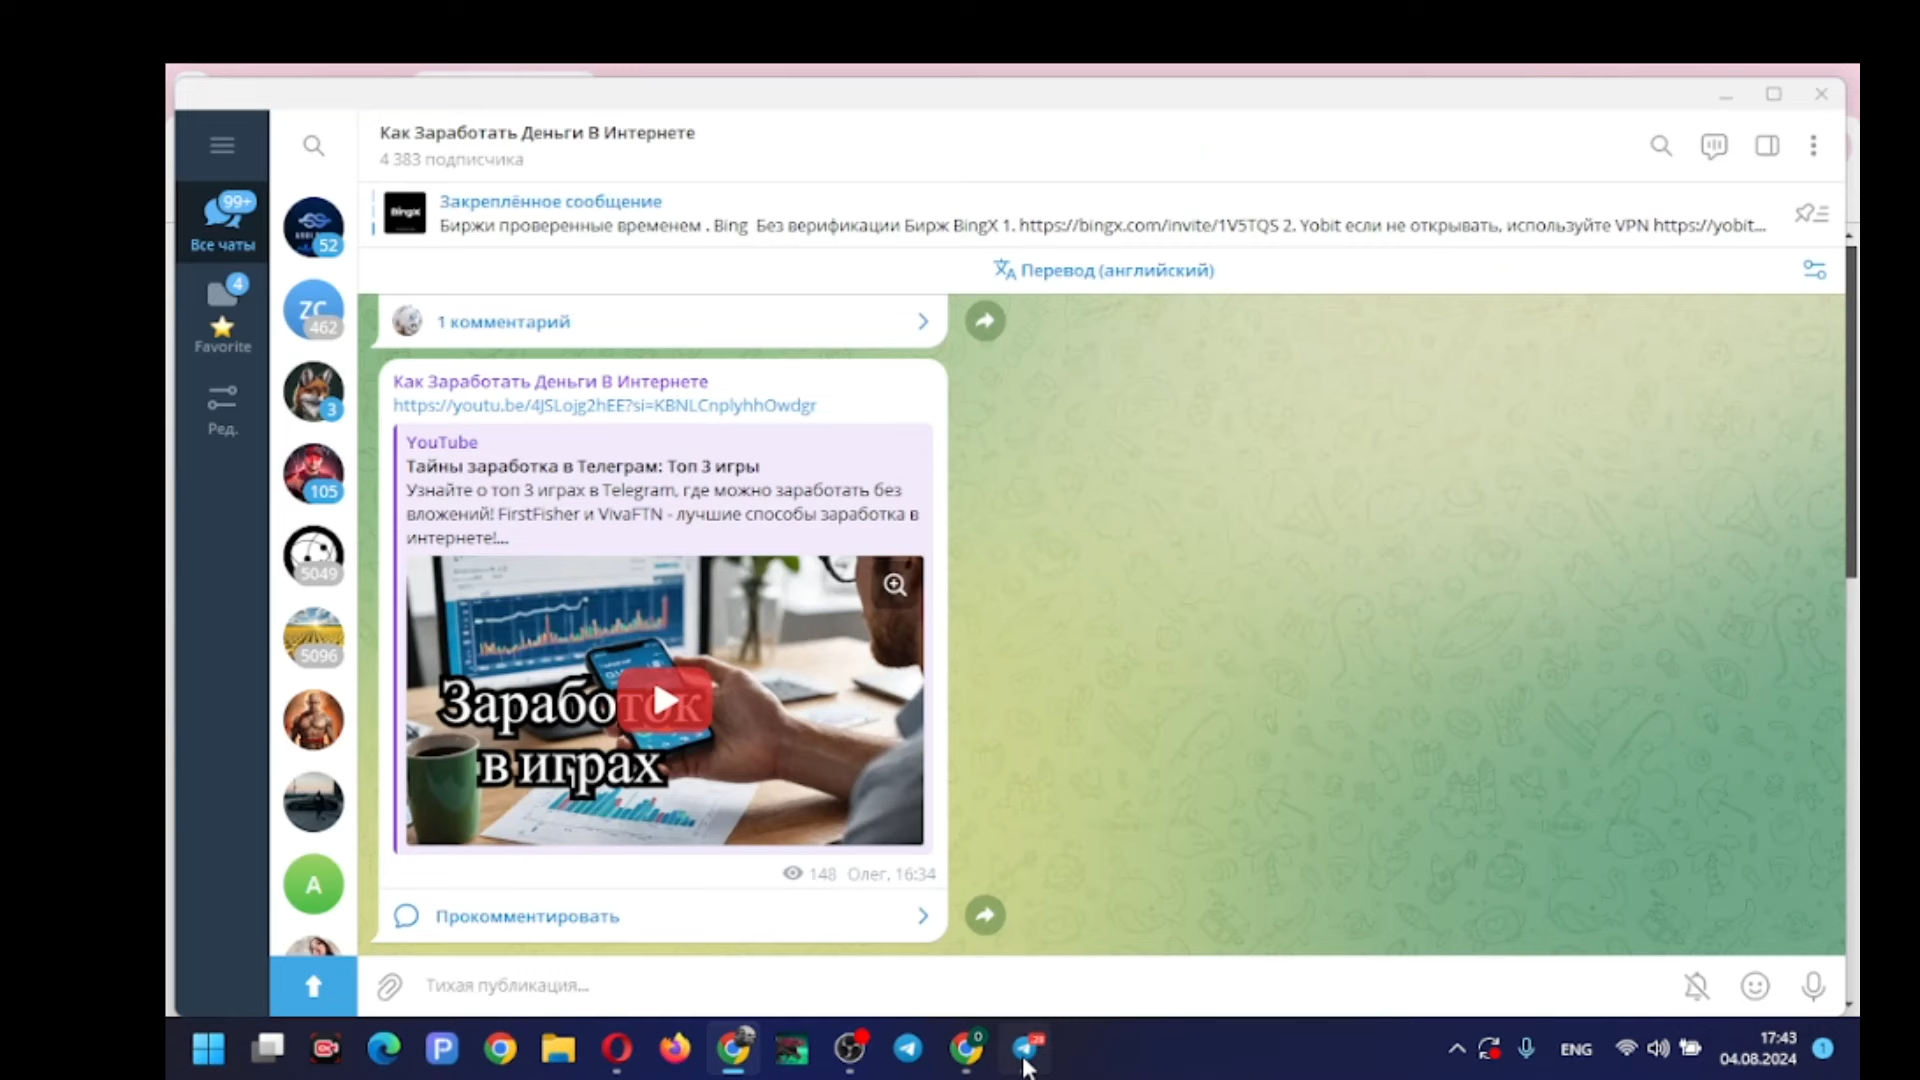 Как Заработать Деньги В Интернете
4 383 подписчика
BingX
Закреплённое сообщение
Биржи проверенные временем . Bing Без верификации Бирж BingX 1. https://bingx.com/invite/1V5TQS 2. Yobit если не открывать, используйте VPN https://yobit...
Перевод (английский)
99+
Все чаты
4
Favorite
Ред.
52
ZC
462
3
105
5049
5096
A
1 комментарий
Как Заработать Деньги В Интернете
https://youtu.be/4JSLojg2hEE?si=KBNLCnplyhhOwdgr
YouTube
Тайны заработка в Телеграм: Топ 3 игры
Узнайте о топ 3 играх в Telegram, где можно заработать без
вложений! FirstFisher и VivaFTN - лучшие способы заработка в
интернете!...
Заработок
в играх
148 Олег, 16:34
Прокомментировать
Тихая публикация...
ENG
17:43
04.08.2024
1